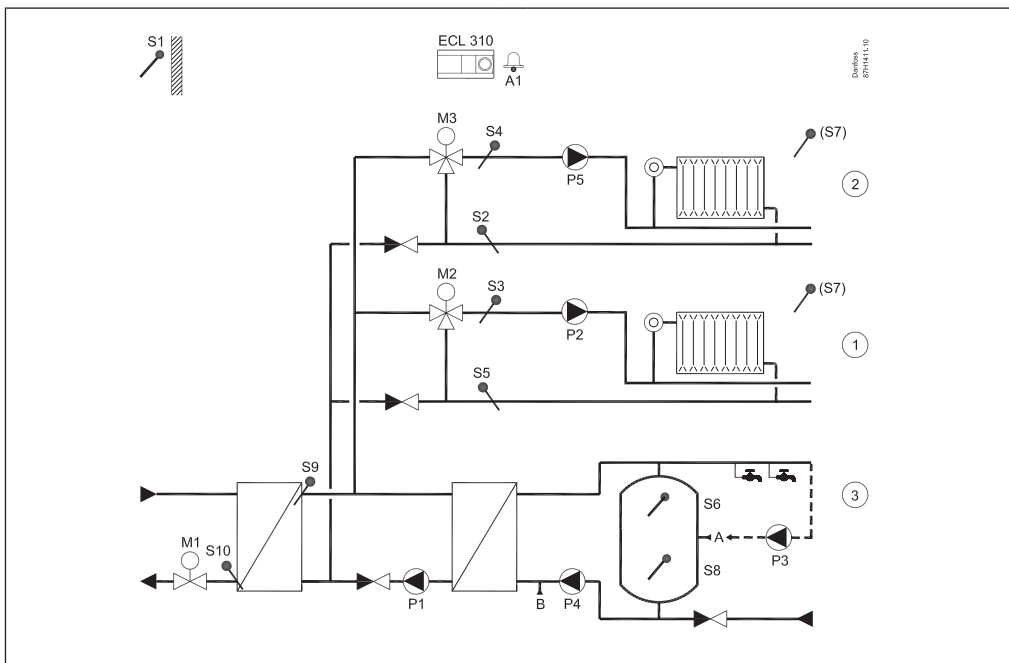 S1
ECL 310
A1
Danfoss
87H1411.10
M3
S4
(S7)
P5
2
S2
M2
S3
(S7)
P2
1
S5
S9
S6
3
A
M1
S10
P3
S8
P1
B
P4